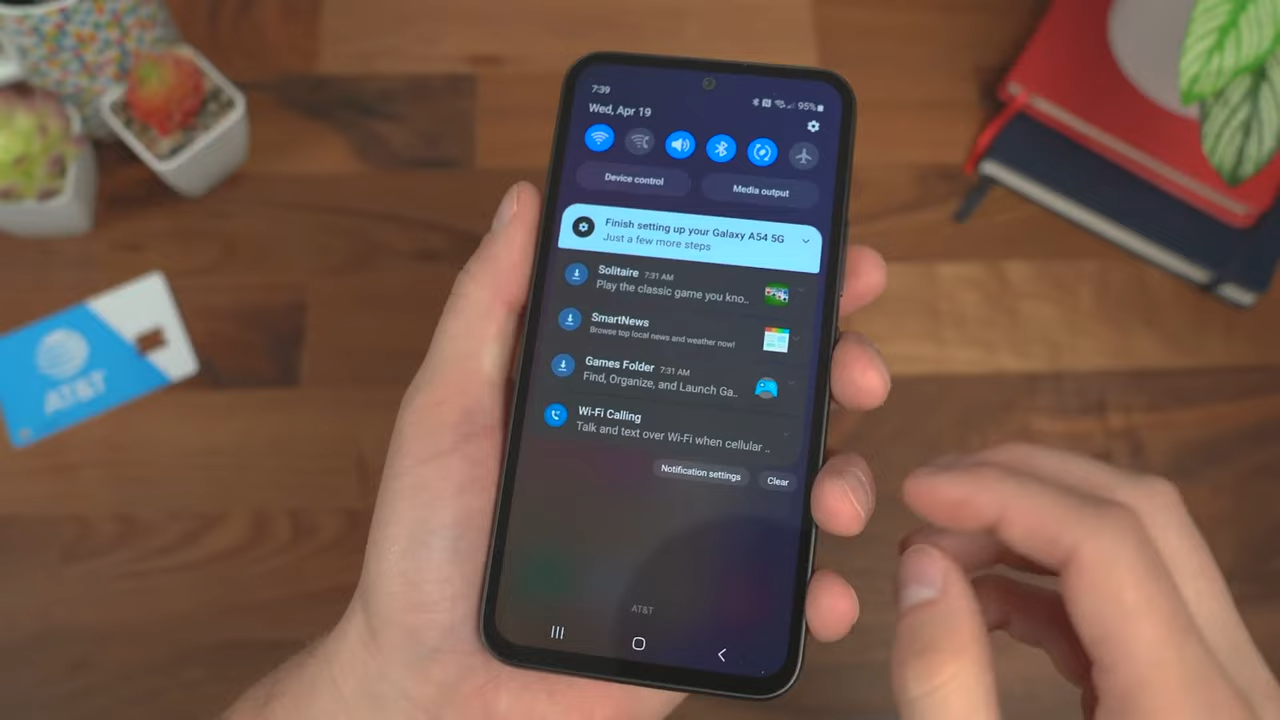 7:39
95%
Wed, Apr 19
Device control
Media output
Finish setting up your Galaxy A54 5G
Just a few more steps
Solitaire 7:31 AM
Play the classic game you kno..
SmartNews
Browse top local news and weather now!
Games Folder 7:31 AM
Find, Organize, and Launch Ga..
Wi-Fi Calling
Talk and text over Wi-Fi when cellular ..
Notification settings
Clear
AT&T
AT&T